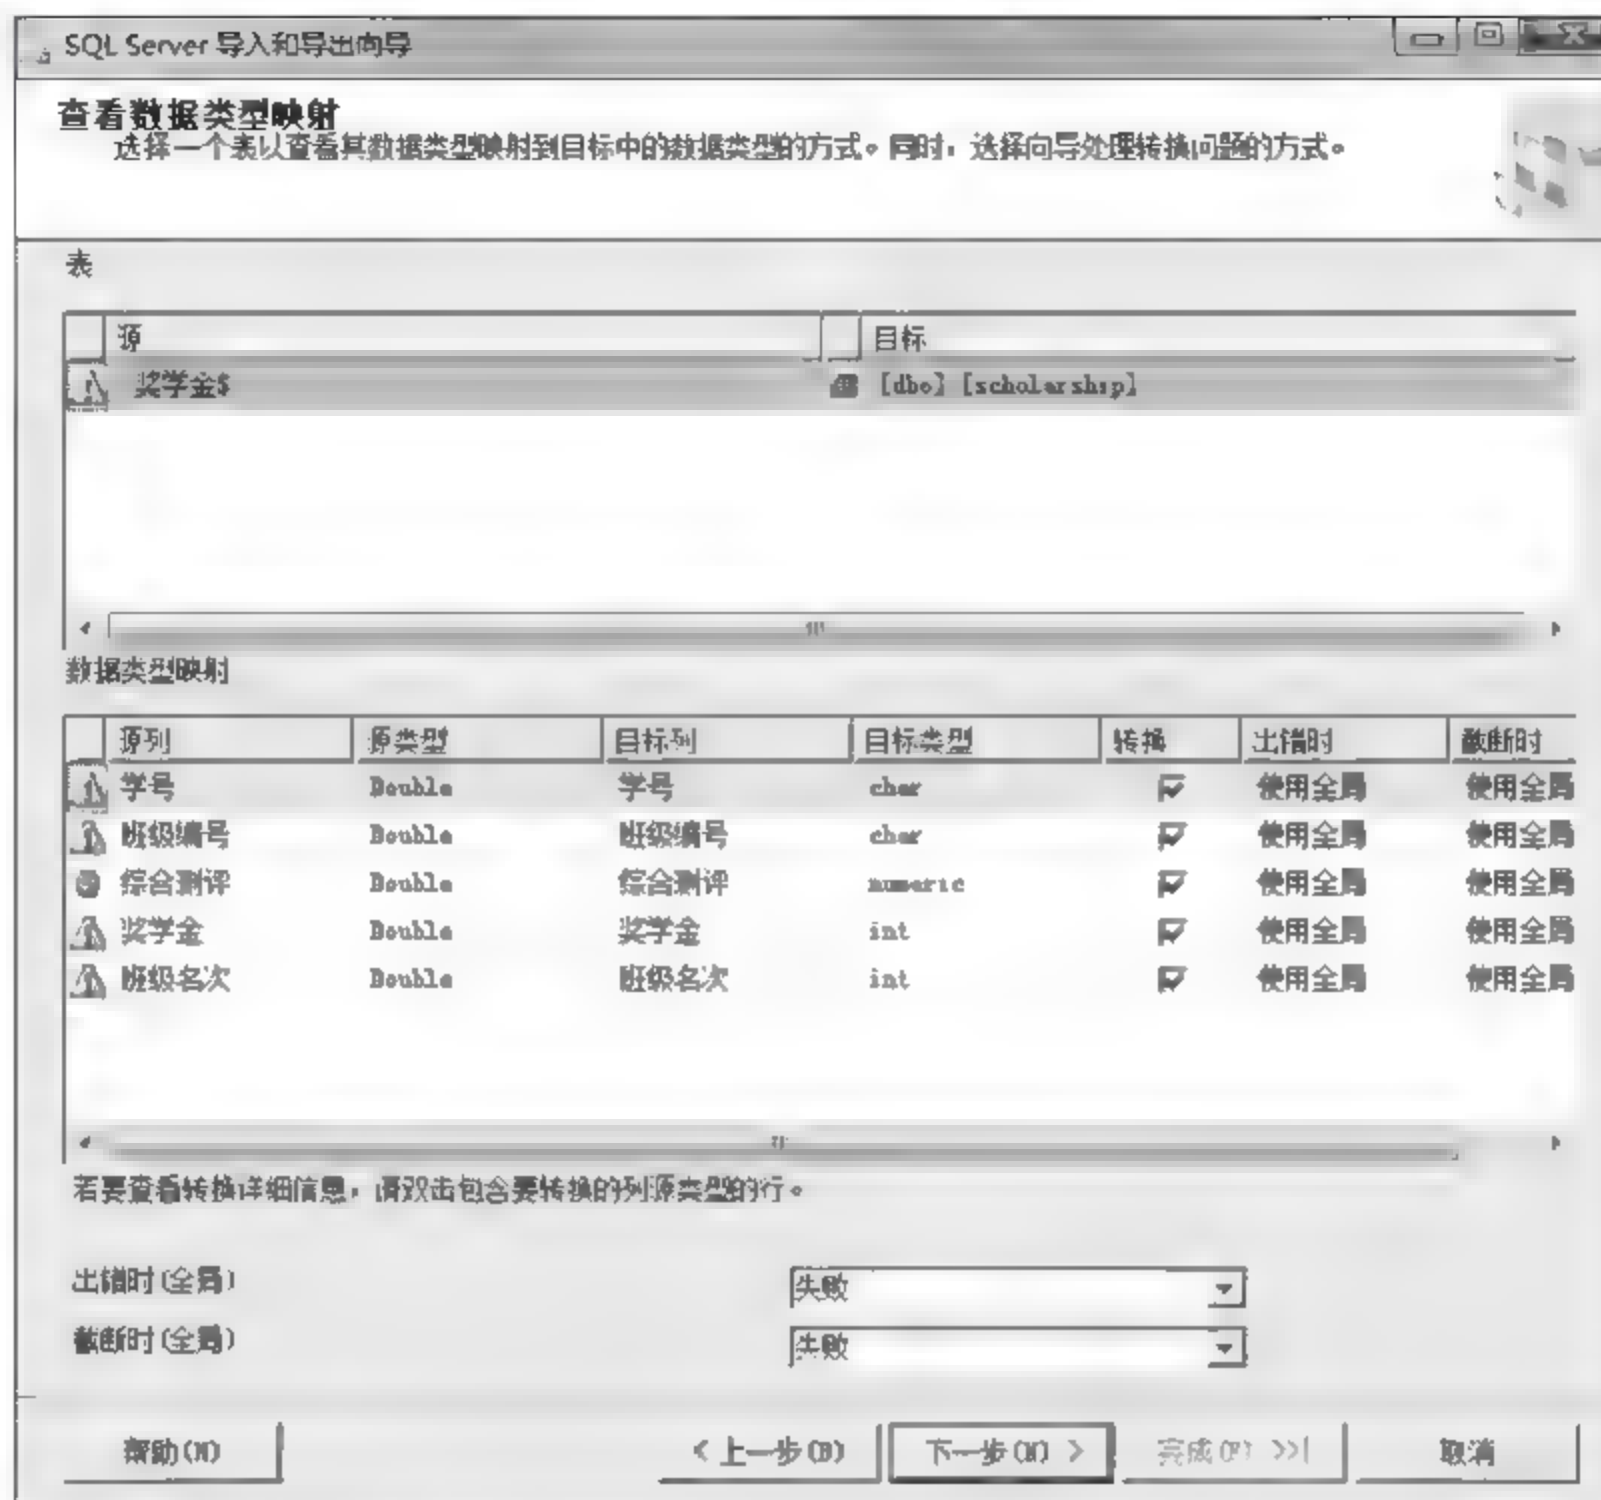 SQL Server 导入和导出向导
查看数据类型映射
选择一个表以查看其数据类型映射到目标中的数据类型的方式。同时，选择向导处理转换问题的方式。
表
源 目标
奖学金$ [dbo] [scholarship]
数据类型映射
原列 原类型 目标列 目标类型 转换 出错时 截断时
学号 Double 学号 char 使用全局 使用全局
班级编号 Double 班级编号 char 使用全局 使用全局
综合测评 Double 综合测评 numeric 使用全局 使用全局
奖学金 Double 奖学金 int 使用全局 使用全局
班级名次 Double 班级名次 int 使用全局 使用全局
若要查看转换详细信息，请双击包含要转换的列源类型的行。
出错时(全局) 失败
截断时(全局) 失败
帮助(H) < 上一步(B) 下一步(N) > 完成(F) >>| 取消